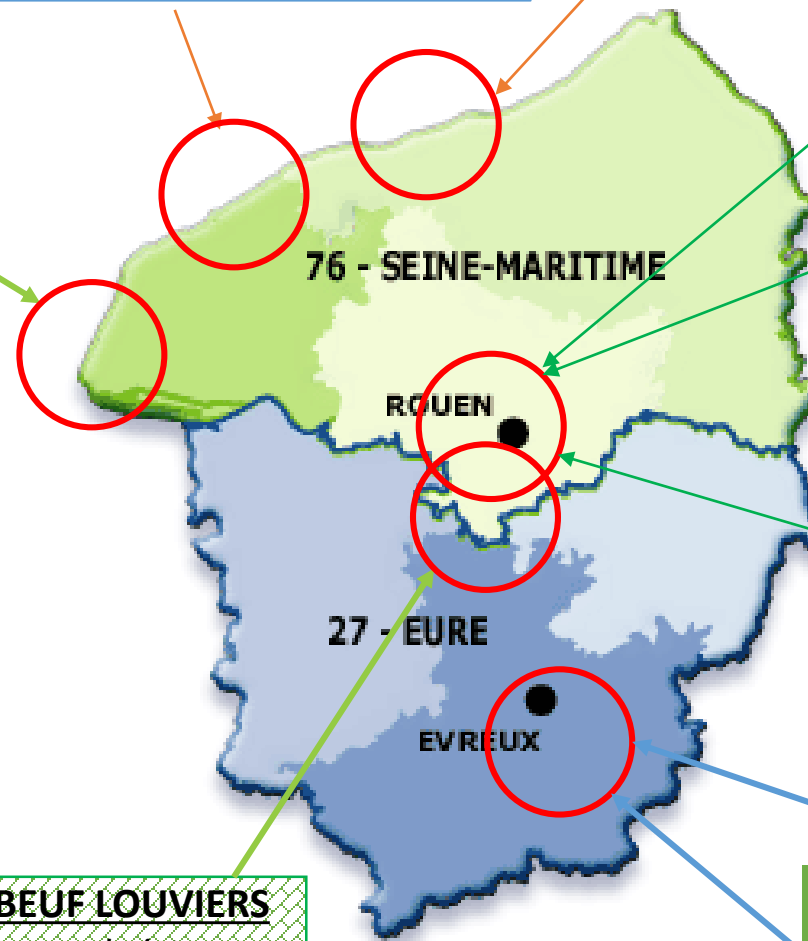 76 - SEINE-MARITIME
ROUEN
27 - EURE
EVREUX
BEUF LOUVIERS